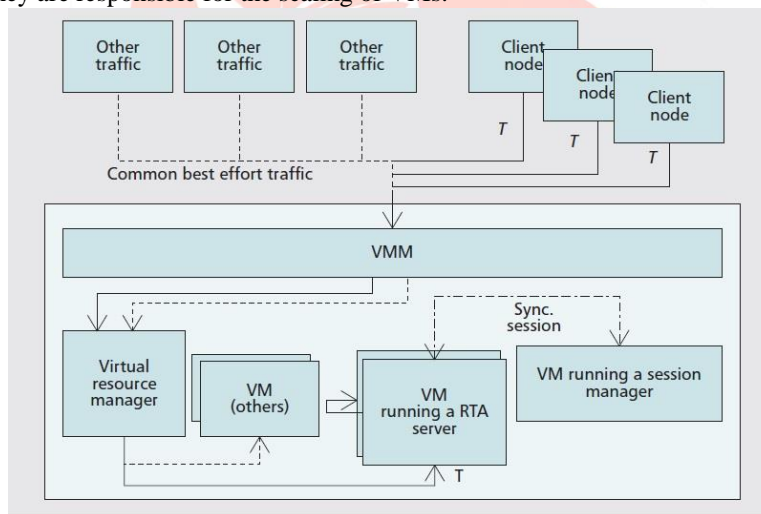 they are responsible for the scaling of VMs.
Other
traffic
Other
traffic
Other
traffic
Client
node
Client
node
Client
node
T
T
T
Common best effort traffic
VMM
Sync.
session
Virtual
resource
manager
VM
(others)
VM
running a RTA
server
VM running a session
manager
T